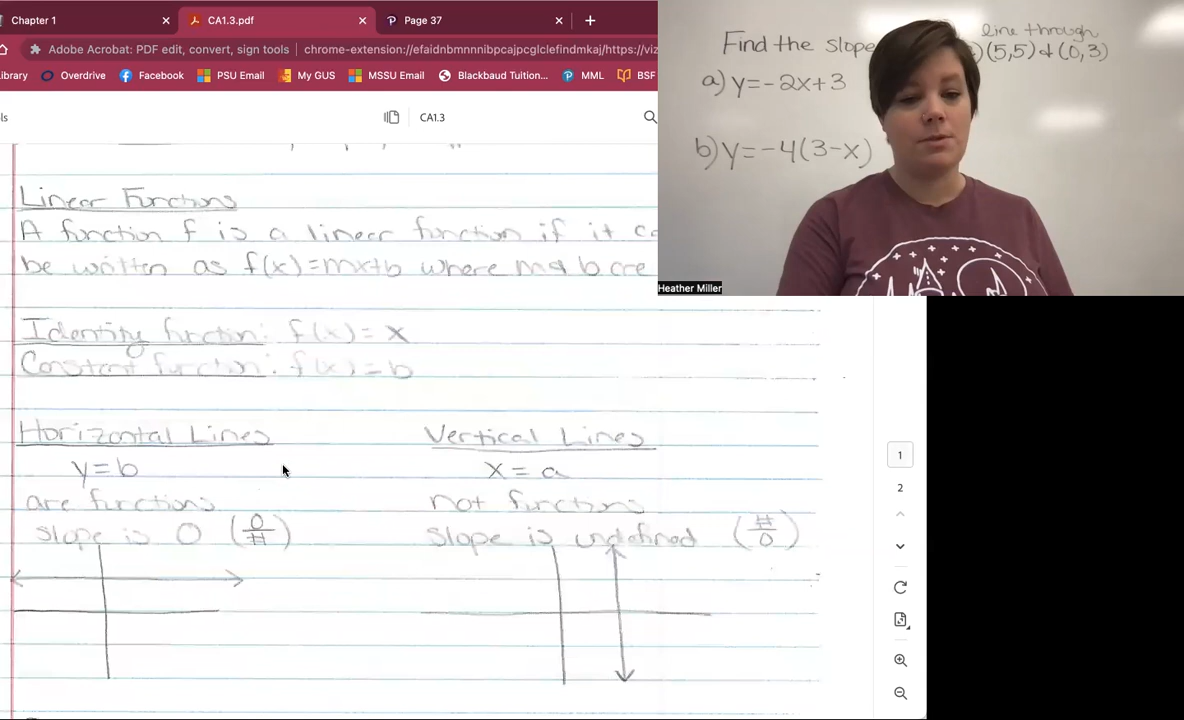 Chapter 1
CA1.3.pdf
Page 37
Adobe Acrobat: PDF edit, convert, sign tools
chrome-extension://efaidnbmnnnibpcajpcglclefindmkaj/https://viz
ibrary
Overdrive
Facebook
PSU Email
My GUS
MSSU Email
Blackbaud Tuition...
MML
BSF
ls
CA1.3
Linear Functions
A function f is a linear function if it ca
be written as f(x)=mx+b where m & b are
Identity function: f(x) = x
Constant function: f(x) = b
Horizontal Lines
y=b
are functions
slope is 0 (0/#)
Vertical Lines
x = a
not functions
slope is undefined (#/0)
1
2
Find the slope
line through
)(5,5) & (0,3)
a) y=-2x+3
b) y=-4(3-x)
Heather Miller